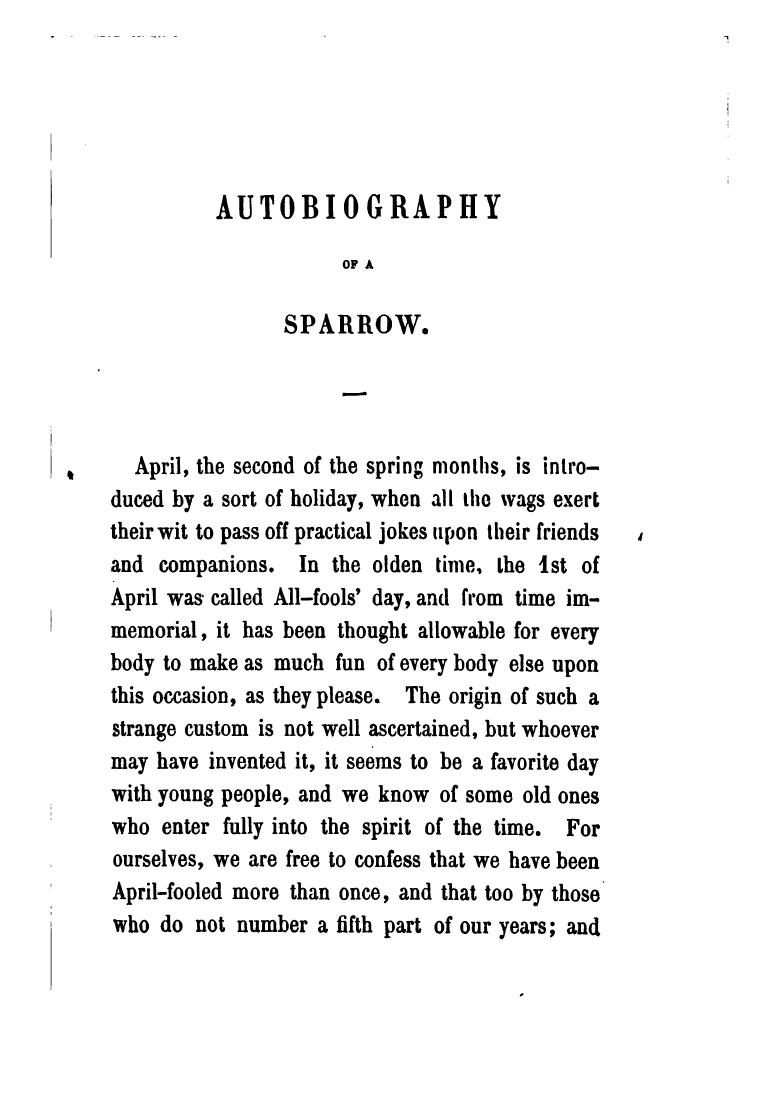 AUTOBIOGRAPHY
OF A
SPARROW.
—
April, the second of the spring months, is intro–
duced by a sort of holiday, when all the wags exert
their wit to pass off practical jokes upon their friends
and companions. In the olden time, the 1st of
April was called All–fools' day, and from time im–
memorial, it has been thought allowable for every
body to make as much fun of every body else upon
this occasion, as they please. The origin of such a
strange custom is not well ascertained, but whoever
may have invented it, it seems to be a favorite day
with young people, and we know of some old ones
who enter fully into the spirit of the time. For
ourselves, we are free to confess that we have been
April–fooled more than once, and that too by those
who do not number a fifth part of our years; and